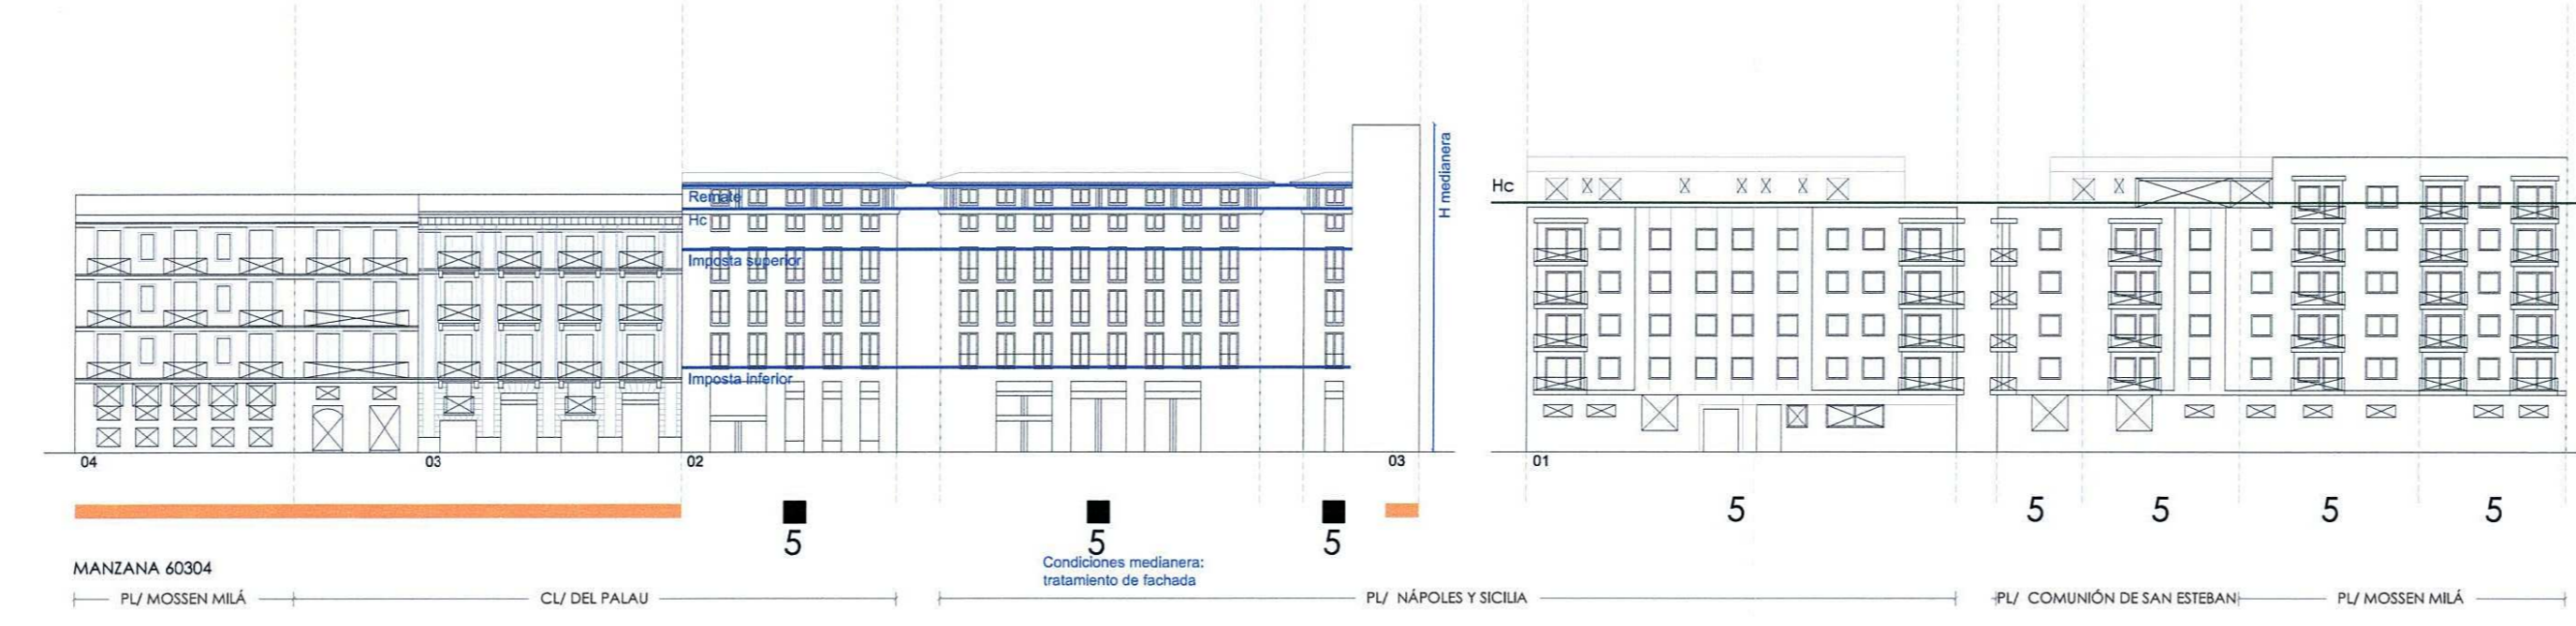 Remate
Hc
Imposta superior
Imposta inferior
H medianera
Hc
04
03
02
03
01
5
5
5
5
5
5
5
5
Condiciones medianera:
tratamiento de fachada
MANZANA 60304
PL/ MOSSEN MILÁ
CL/ DEL PALAU
PL/ NÁPOLES Y SICILIA
PL/ COMUNIÓN DE SAN ESTEBAN
PL/ MOSSEN MILÁ